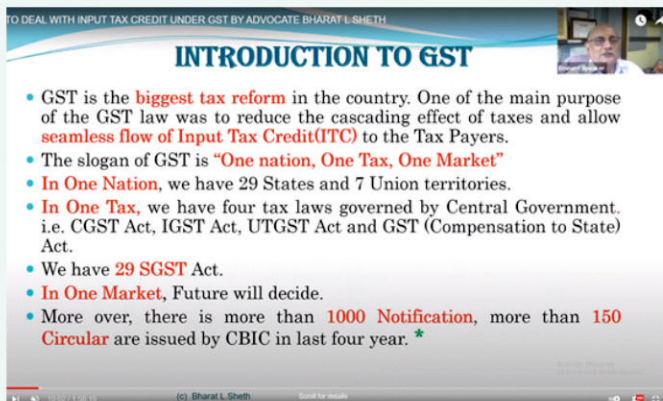 TO DEAL WITH INPUT TAX CREDIT UNDER GST BY ADVOCATE BHARAT L SHETH
INTRODUCTION TO GST
• GST is the biggest tax reform in the country. One of the main purpose
of the GST law was to reduce the cascading effect of taxes and allow
seamless flow of Input Tax Credit(ITC) to the Tax Payers.
• The slogan of GST is “One nation, One Tax, One Market”
• In One Nation, we have 29 States and 7 Union territories.
• In One Tax, we have four tax laws governed by Central Government.
i.e. CGST Act, IGST Act, UTGST Act and GST (Compensation to State)
Act.
• We have 29 SGST Act.
• In One Market, Future will decide.
• More over, there is more than 1000 Notification, more than 150
Circular are issued by CBIC in last four year. *
(c) Bharat L Sheth
Scroll for details